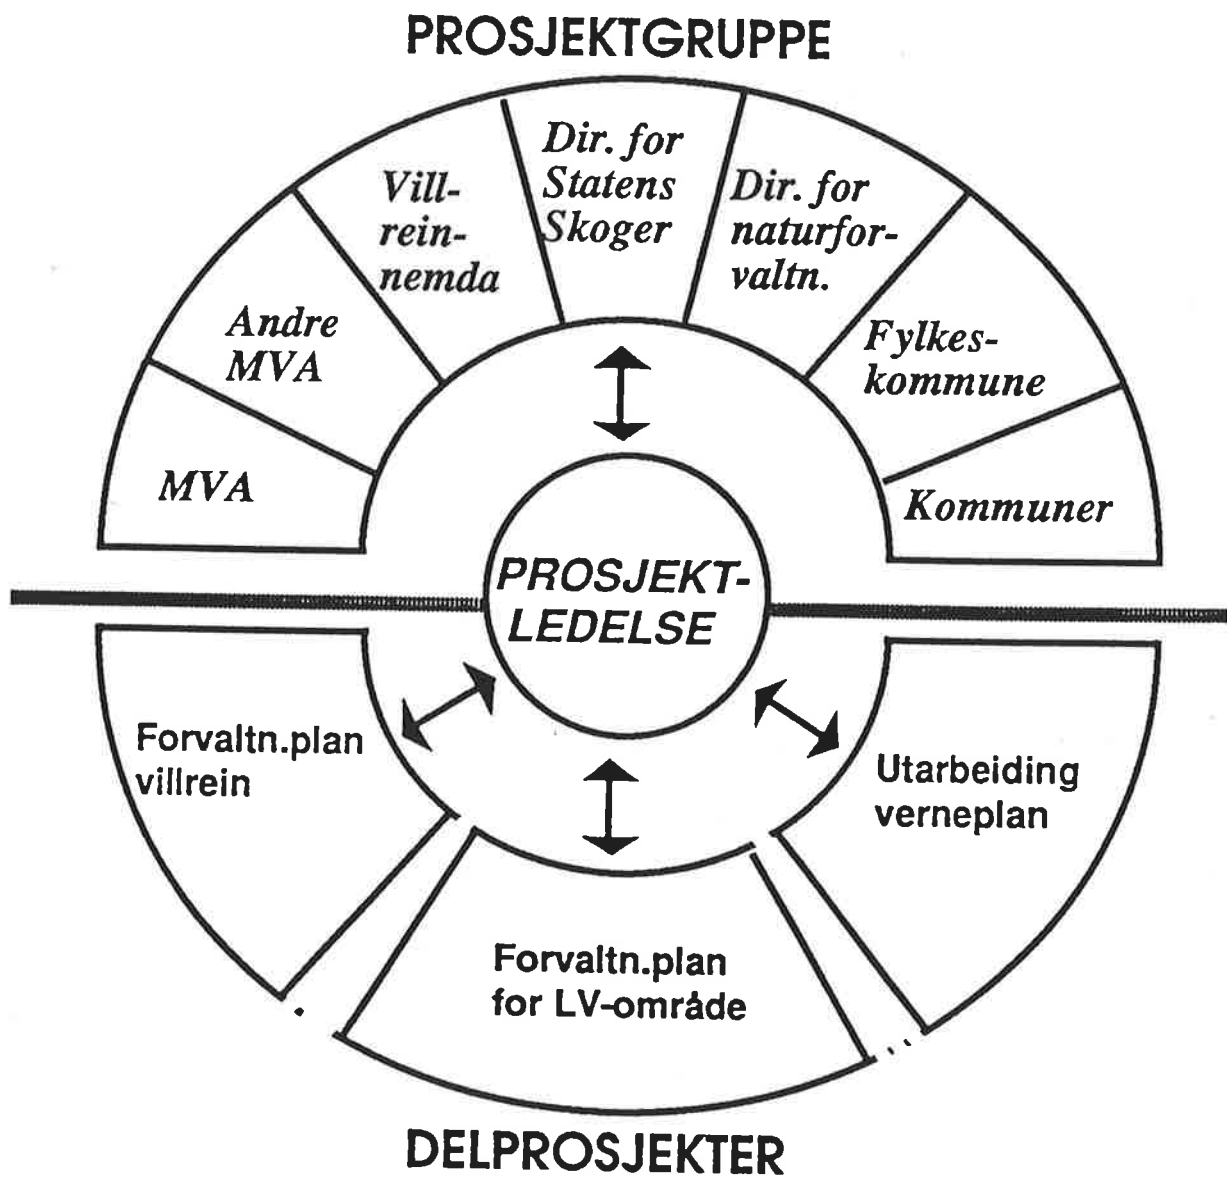 PROSJEKTGRUPPE
MVA
Andre
MVA
Vill-
rein-
nemda
Dir. for
Statens
Skoger
Dir. for
naturfor-
valtn.
Fylkes-
kommune
Kommuner
PROSJEKT-
LEDELSE
Forvaltn.plan
villrein
Forvaltn.plan
for LV-område
Utarbeiding
verneplan
DELPROSJEKTER